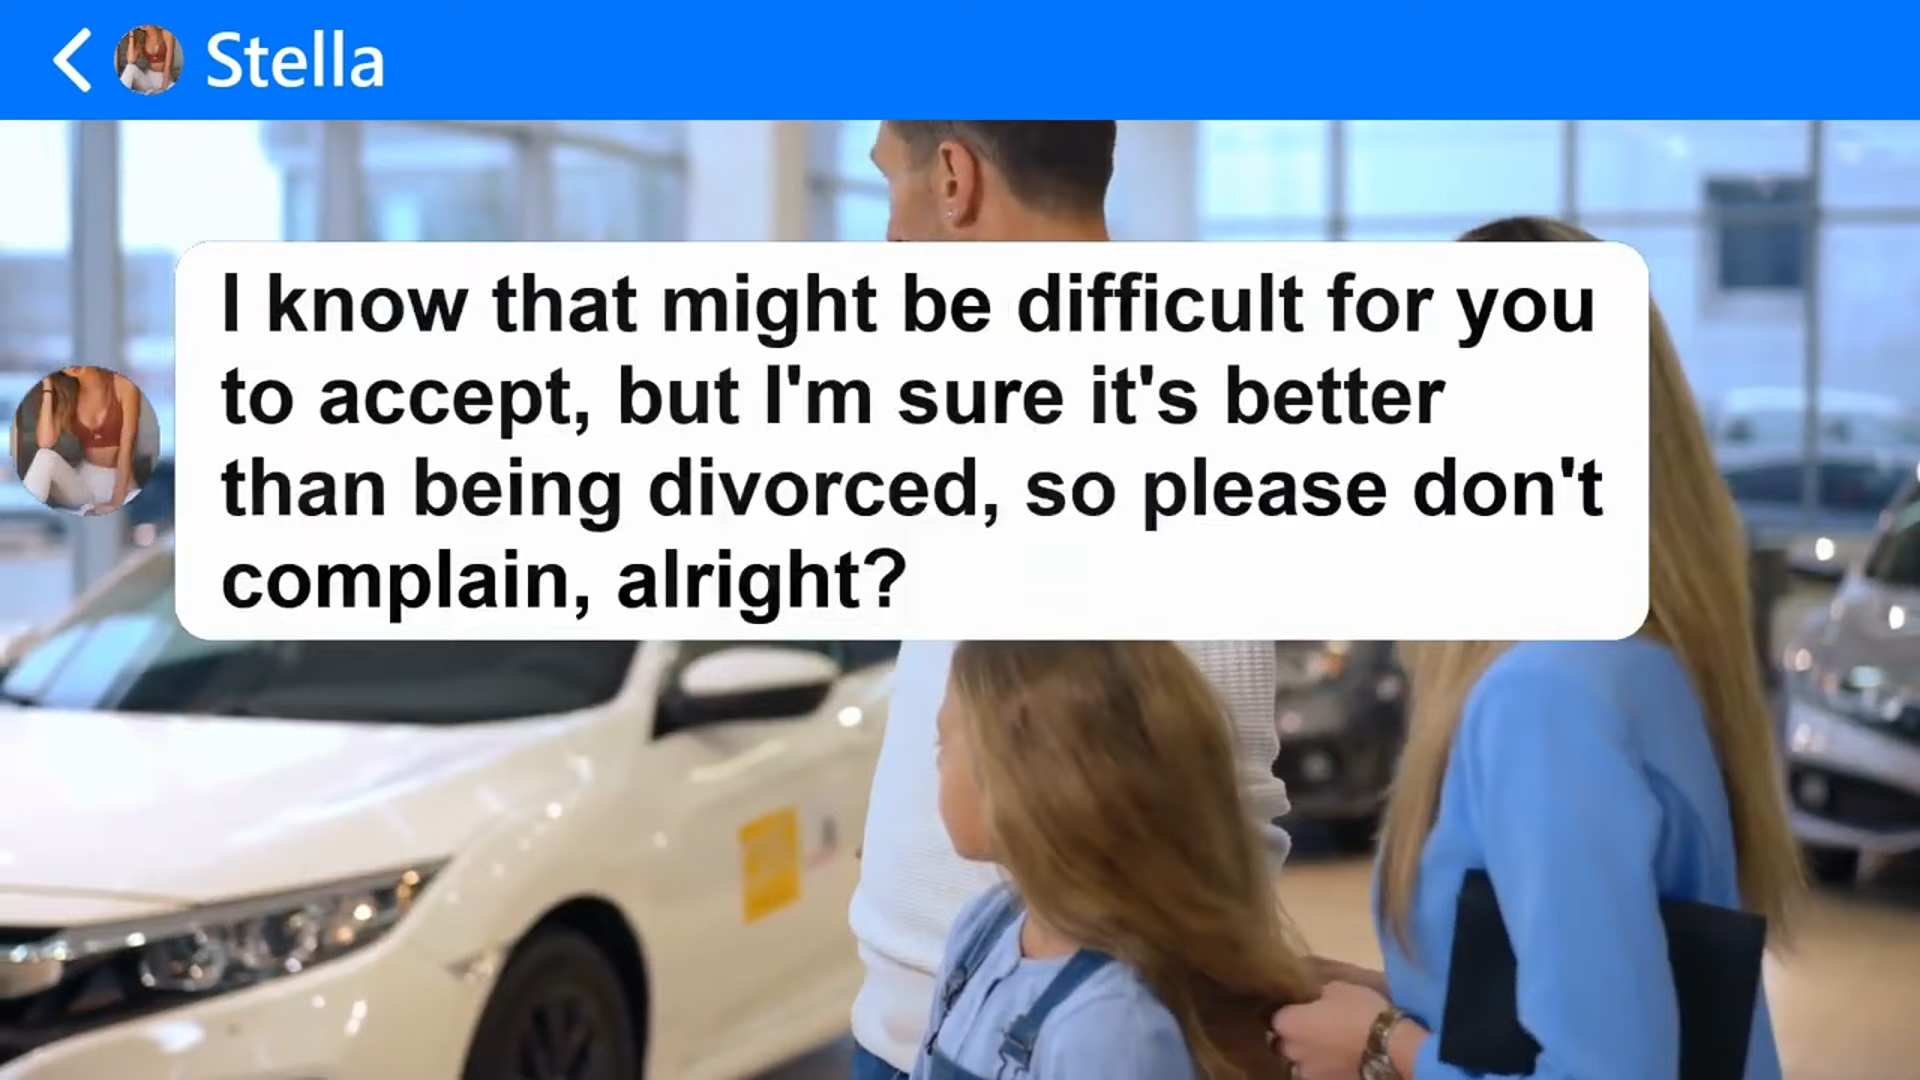 Stella
I know that might be difficult for you
to accept, but I'm sure it's better
than being divorced, so please don't
complain, alright?